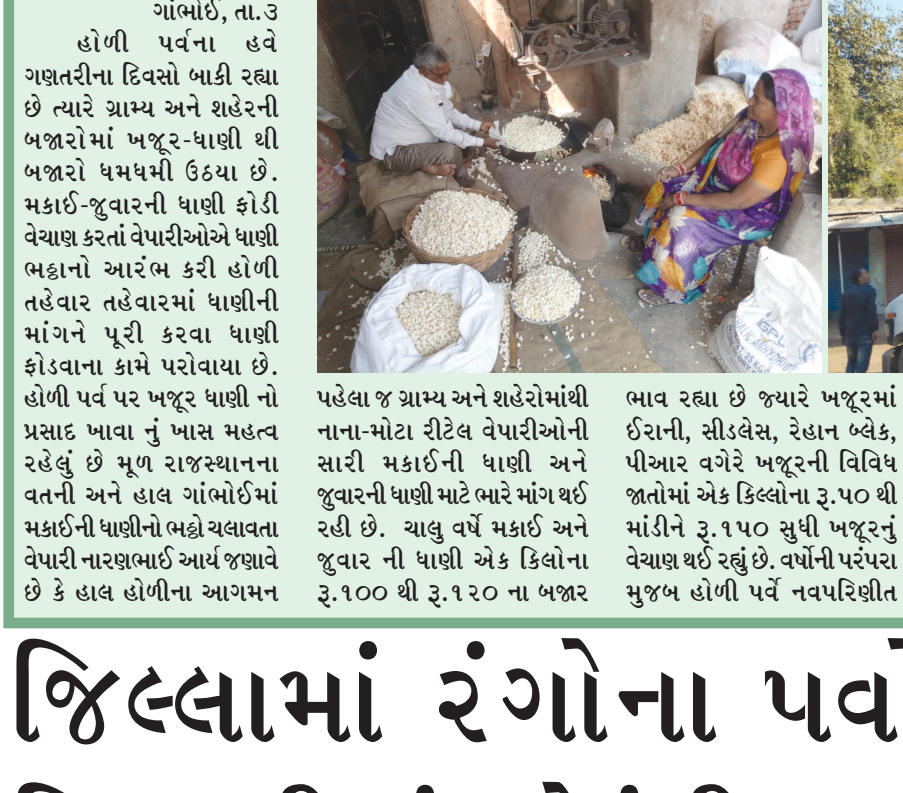 ગાંભોઈ, તા.૩
હોળી પર્વના હવે
ગણતરીના દિવસો બાકી રહ્યા
છે ત્યારે ગ્રામ્ય અને શહેરની
બજારોમાં ખજૂર-ધાણી થી
બજારો ધમધમી ઉઠયા છે.
મકાઈ-જુવારની ધાણી ફોડી
વેચાણ કરતાં વેપારીઓએ ધાણી
ભઠ્ઠાનો આરંભ કરી હોળી
તહેવાર તહેવારમાં ધાણીની
માંગને પૂરી કરવા ધાણી
ફોડવાના કામે પરોવાયા છે.
હોળી પર્વ પર ખજૂર ધાણી નો
પ્રસાદ ખાવા નું ખાસ મહત્વ
રહેલું છે મૂળ રાજસ્થાનના
વતની અને હાલ ગાંભોઈમાં
મકાઈની ધાણીનો ભઠ્ઠો ચલાવતા
વેપારી નારણભાઈ આર્ય જણાવે
છે કે હાલ હોળીના આગમન
પહેલા જ ગ્રામ્ય અને શહેરોમાંથી
નાના-મોટા રીટેલ વેપારીઓની
સારી મકાઈની ધાણી અને
જુવારની ધાણી માટે ભારે માંગ થઈ
રહી છે. ચાલુ વર્ષે મકાઈ અને
જુવાર ની ધાણી એક કિલોના
રૂ.૧૦૦ થી રૂ.૧૨૦ ના બજાર
ભાવ રહ્યા છે જ્યારે ખજૂરમાં
ઈરાની, સીડલેસ, રેહાન બ્લેક,
પીઆર વગેરે ખજૂરની વિવિધ
જાતોમાં એક કિલ્લોના રૂ.૫૦ થી
માંડીને રૂ.૧૫૦ સુધી ખજૂરનું
વેચાણ થઈ રહ્યું છે. વર્ષોની પરંપરા
મુજબ હોળી પર્વે નવપરિણીત
જિલ્લામાં રંગોના